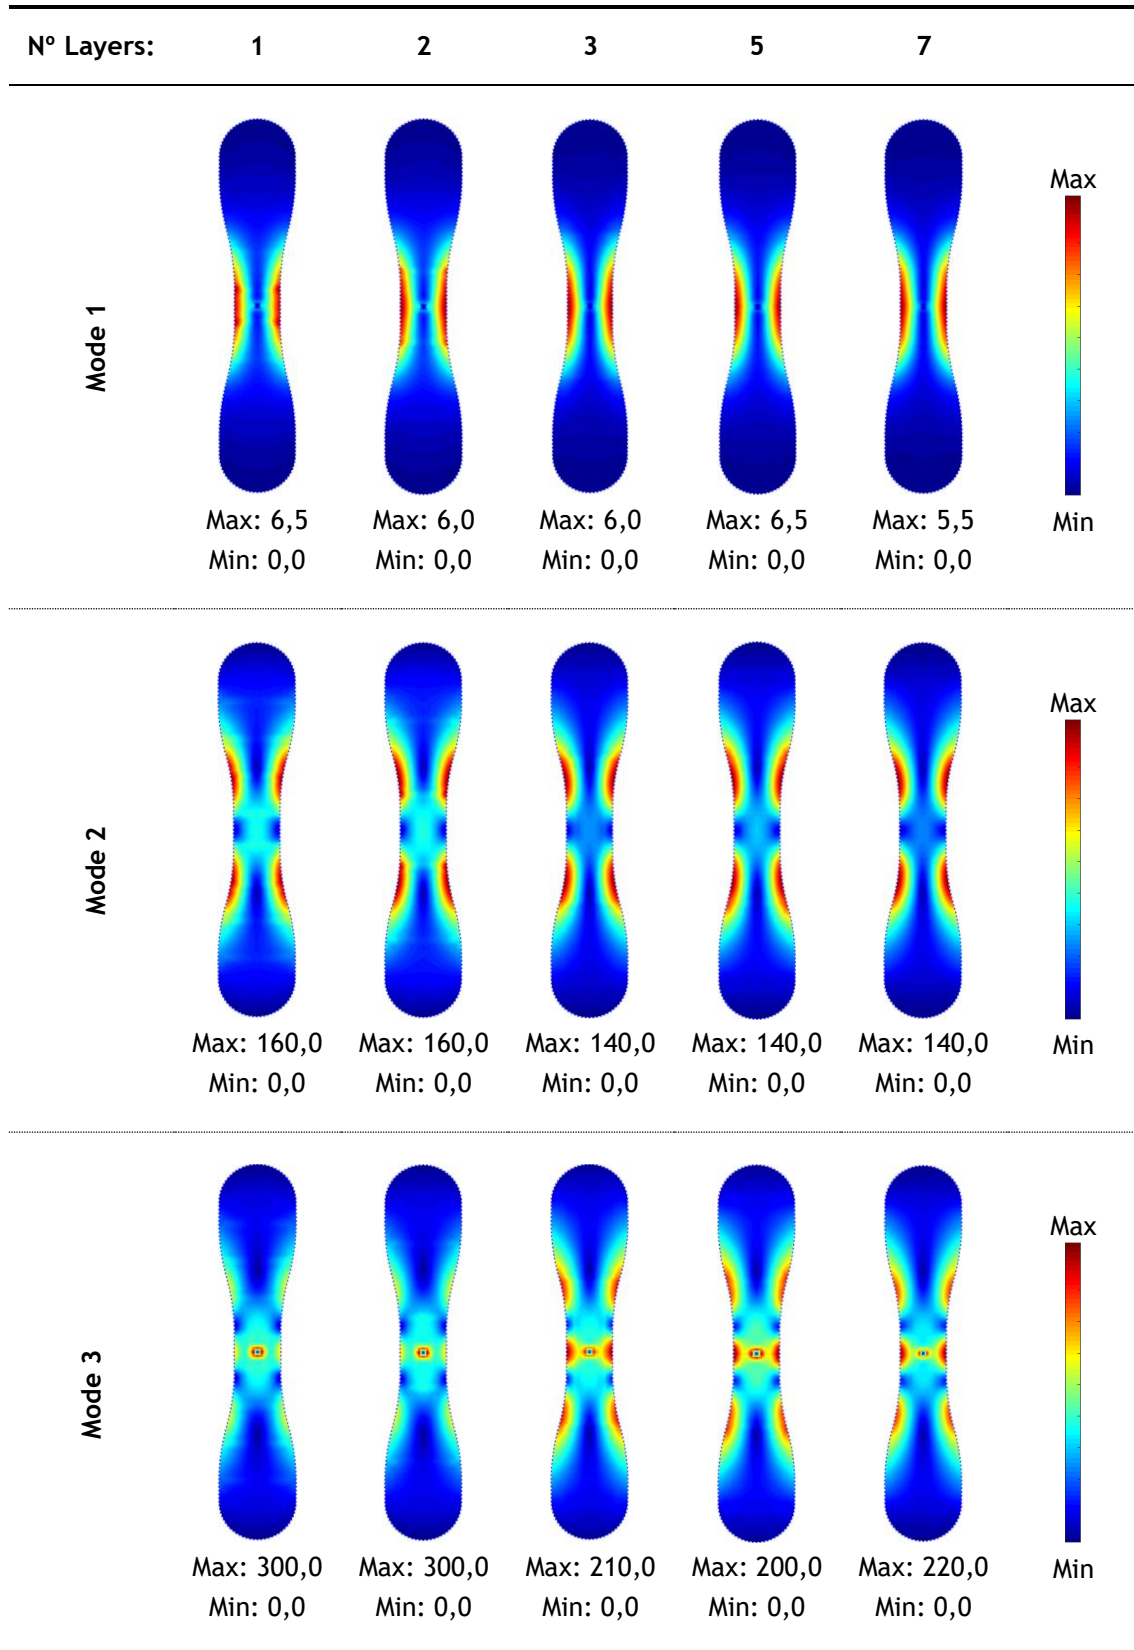 Nº Layers: 1 2 3 5 7
Mode 1
Max
Min
Max: 6,5 Max: 6,0 Max: 6,0 Max: 6,5 Max: 5,5
Min: 0,0 Min: 0,0 Min: 0,0 Min: 0,0 Min: 0,0
Mode 2
Max
Min
Max: 160,0 Max: 160,0 Max: 140,0 Max: 140,0 Max: 140,0
Min: 0,0 Min: 0,0 Min: 0,0 Min: 0,0 Min: 0,0
Mode 3
Max
Min
Max: 300,0 Max: 300,0 Max: 210,0 Max: 200,0 Max: 220,0
Min: 0,0 Min: 0,0 Min: 0,0 Min: 0,0 Min: 0,0